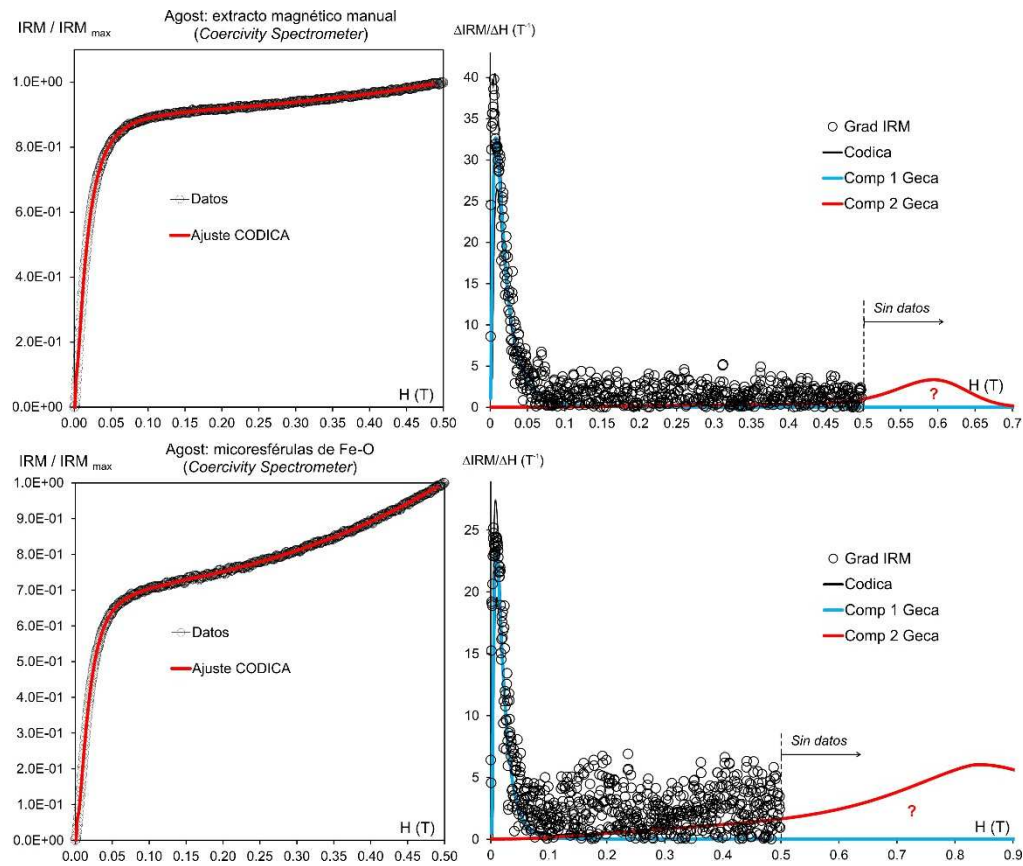 Agost: extracto magnético manual
(Coercivity Spectrometer)
IRM / IRM max
1.0E+00
8.0E-01
6.0E-01
4.0E-01
2.0E-01
0.0E+00
Datos
Ajuste CODICA
H (T)
0.00 0.05 0.10 0.15 0.20 0.25 0.30 0.35 0.40 0.45 0.50
ΔIRM/ΔH (T⁻¹)
40
35
30
25
20
15
10
5
0
Grad IRM
Codica
Comp 1 Geca
Comp 2 Geca
Sin datos
?
H (T)
0 0.05 0.1 0.15 0.2 0.25 0.3 0.35 0.4 0.45 0.5 0.55 0.6 0.65 0.7
Agost: micoresférulas de Fe-O
(Coercivity Spectrometer)
IRM / IRM max
1.0E+00
9.0E-01
8.0E-01
7.0E-01
6.0E-01
5.0E-01
4.0E-01
3.0E-01
2.0E-01
1.0E-01
0.0E+00
Datos
Ajuste CODICA
H (T)
0.00 0.05 0.10 0.15 0.20 0.25 0.30 0.35 0.40 0.45 0.50
ΔIRM/ΔH (T⁻¹)
25
20
15
10
5
0
Grad IRM
Codica
Comp 1 Geca
Comp 2 Geca
Sin datos
?
H (T)
0 0.1 0.2 0.3 0.4 0.5 0.6 0.7 0.8 0.9